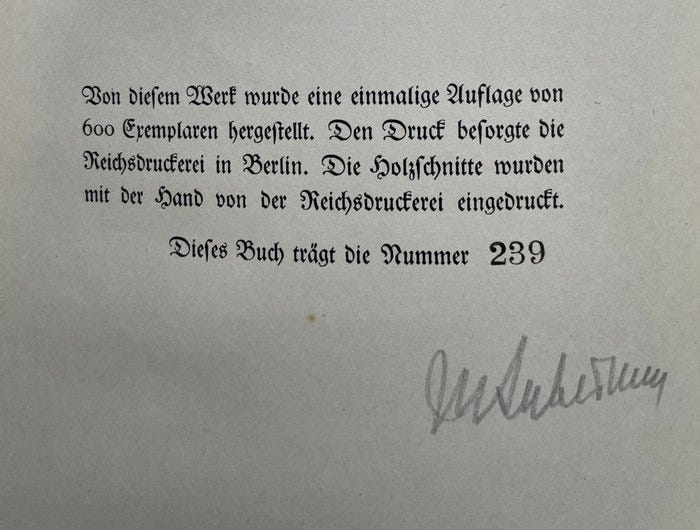 Von diesem Werk wurde eine einmalige Auflage von
600 Exemplaren hergestellt. Den Druck besorgte die
Reichsdruckerei in Berlin. Die Holzschnitte wurden
mit der Hand von der Reichsdruckerei eingedruckt.
Dieses Buch trägt die Nummer 239